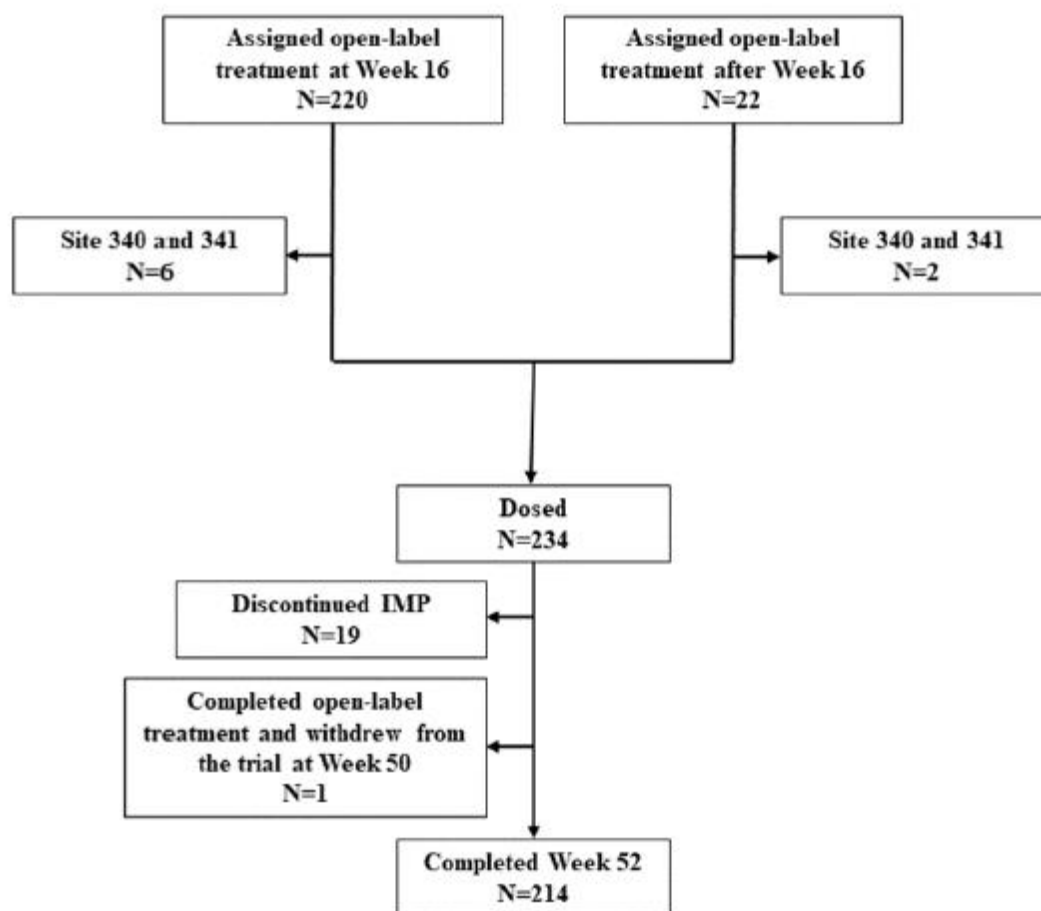 Assigned open-label
treatment at Week 16
N=220
Assigned open-label
treatment after Week 16
N=22
Site 340 and 341
N=6
Site 340 and 341
N=2
Dosed
N=234
Discontinued IMP
N=19
Completed open-label
treatment and withdrew from
the trial at Week 50
N=1
Completed Week 52
N=214